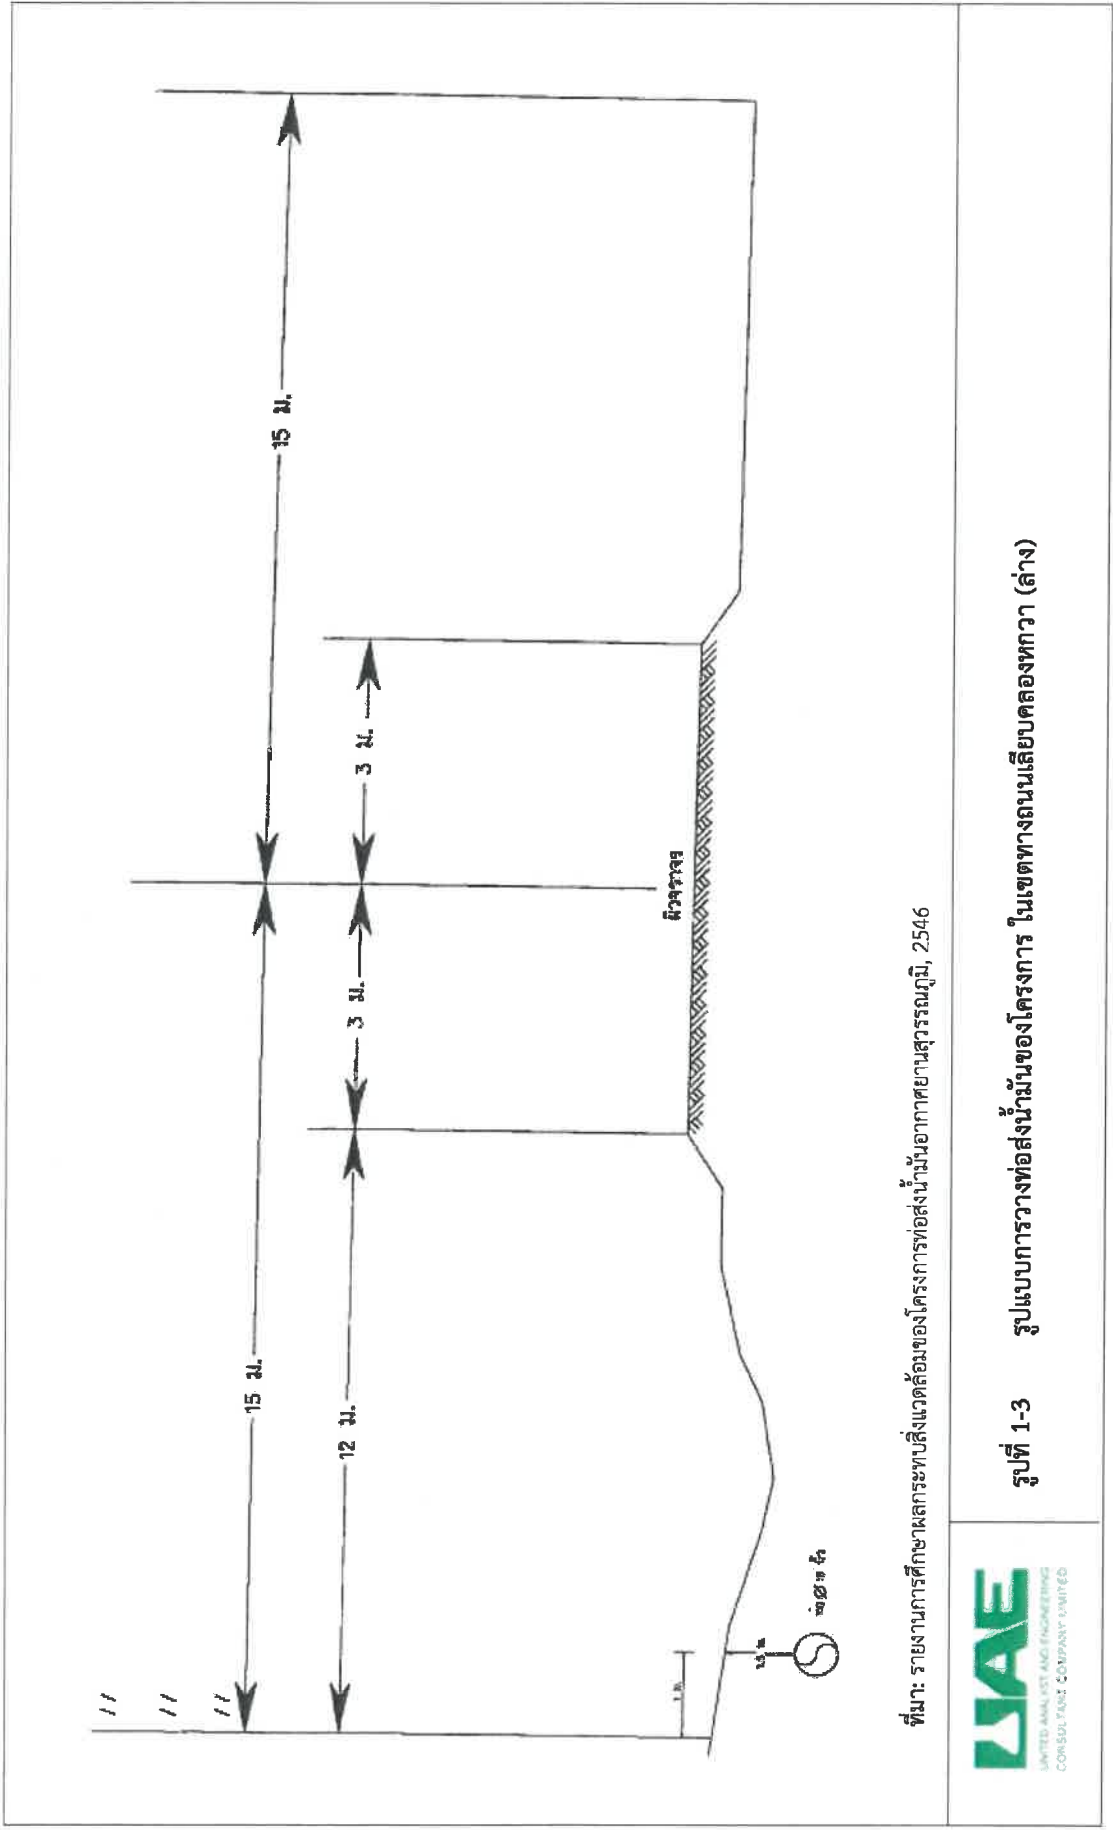 15 ม.
15 ม.
12 ม.
3 ม.
3 ม.
ผิวจราจร
ที่มา: รายงานการศึกษาผลกระทบสิ่งแวดล้อมของโครงการท่อส่งน้ำมันอากาศยานสุวรรณภูมิ, 2546
UAE
UNITED ANALYST AND ENGINEERING
CONSULTANT COMPANY LIMITED
รูปที่ 1-3 รูปแบบการวางท่อส่งน้ำมันของโครงการ ในเขตทางถนนเลียบคลองหกวา (ล่าง)